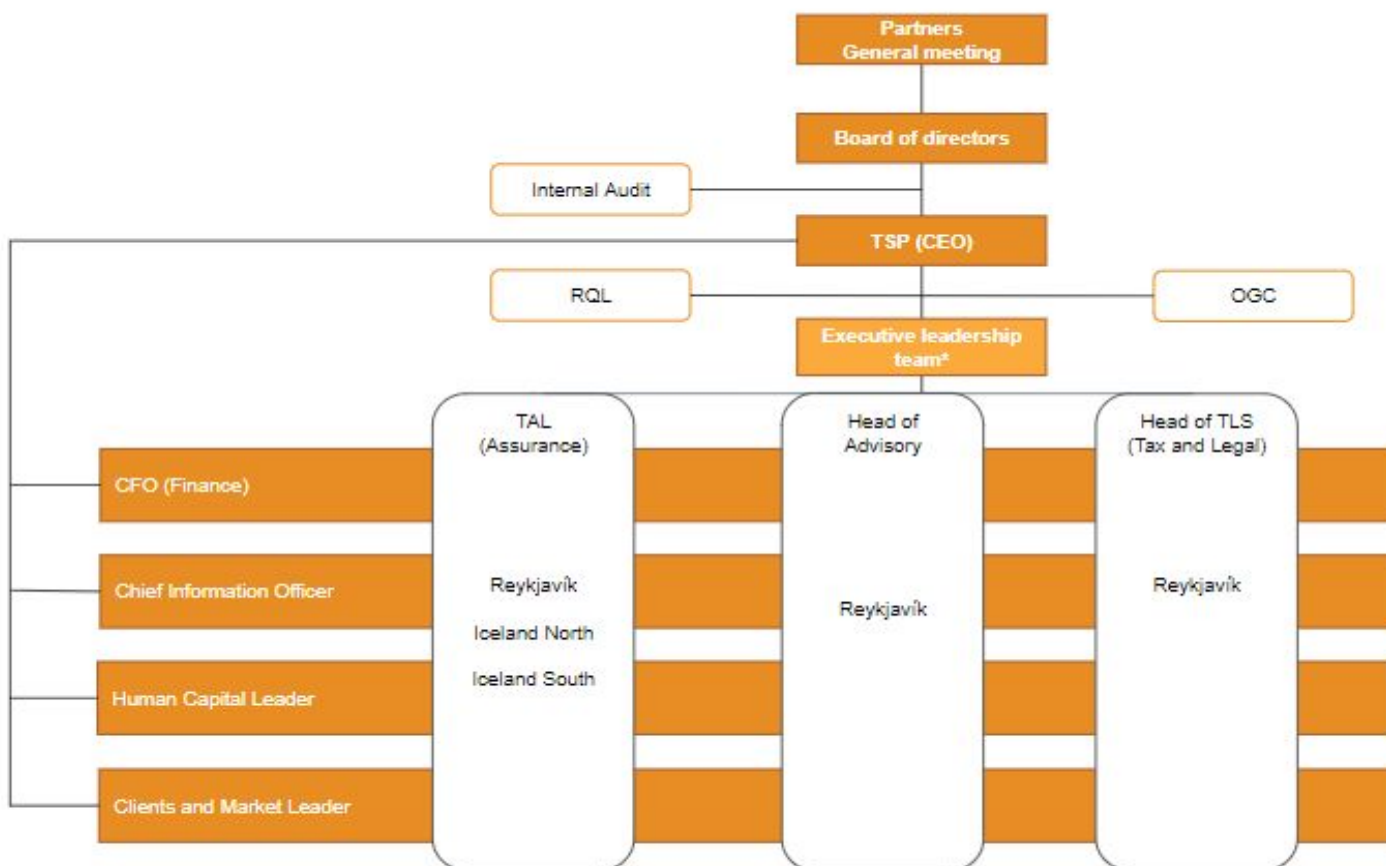 Partners
General meeting
Board of directors
Internal Audit
TSP (CEO)
RQL
OGC
Executive leadership
team*
TAL
(Assurance)
Head of
Advisory
Head of TLS
(Tax and Legal)
CFO (Finance)
Chief Information Officer
Reykjavík
Reykjavík
Reykjavík
Iceland North
Iceland South
Human Capital Leader
Clients and Market Leader